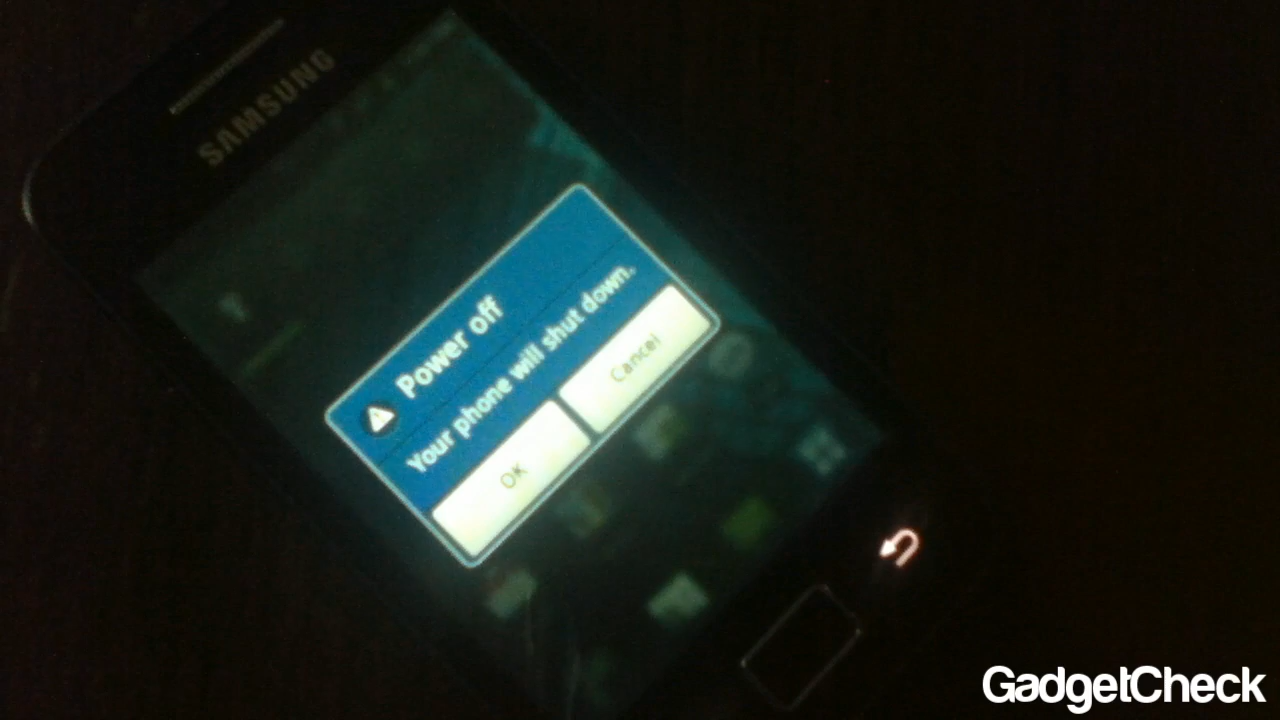 SAMSUNG
Power off
Your phone will shut down.
OK
Cancel
GadgetCheck